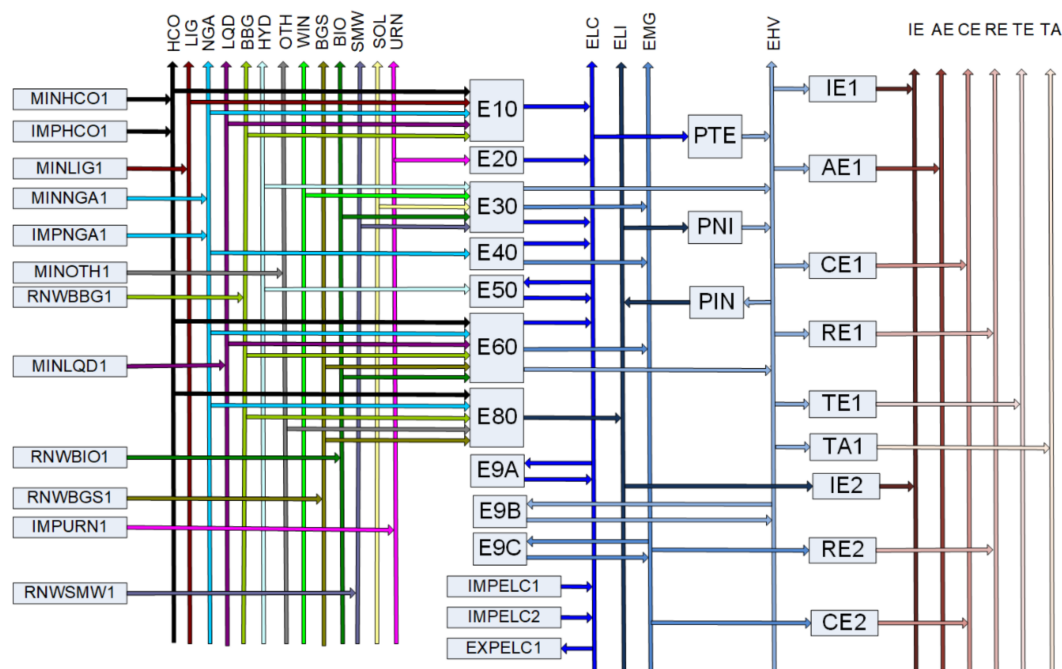 HCO LIG NGA LQD BBG HYD OTH WIN BGS BIO SMW SOL URN ELC ELI EMG EHV IE AE CE RE TE TA
MINHCO1
IMPHCO1
MINLIG1
MINNGA1
IMPNGA1
MINOTH1
RNWBBG1
MINLQD1
RNWBIO1
RNWBGS1
IMPURN1
RNWSMW1
E10
E20
E30
E40
E50
E60
E80
E9A
E9B
E9C
IMPELC1
IMPELC2
EXPELC1
PTE
PNI
PIN
IE1
AE1
CE1
RE1
TE1
TA1
IE2
RE2
CE2